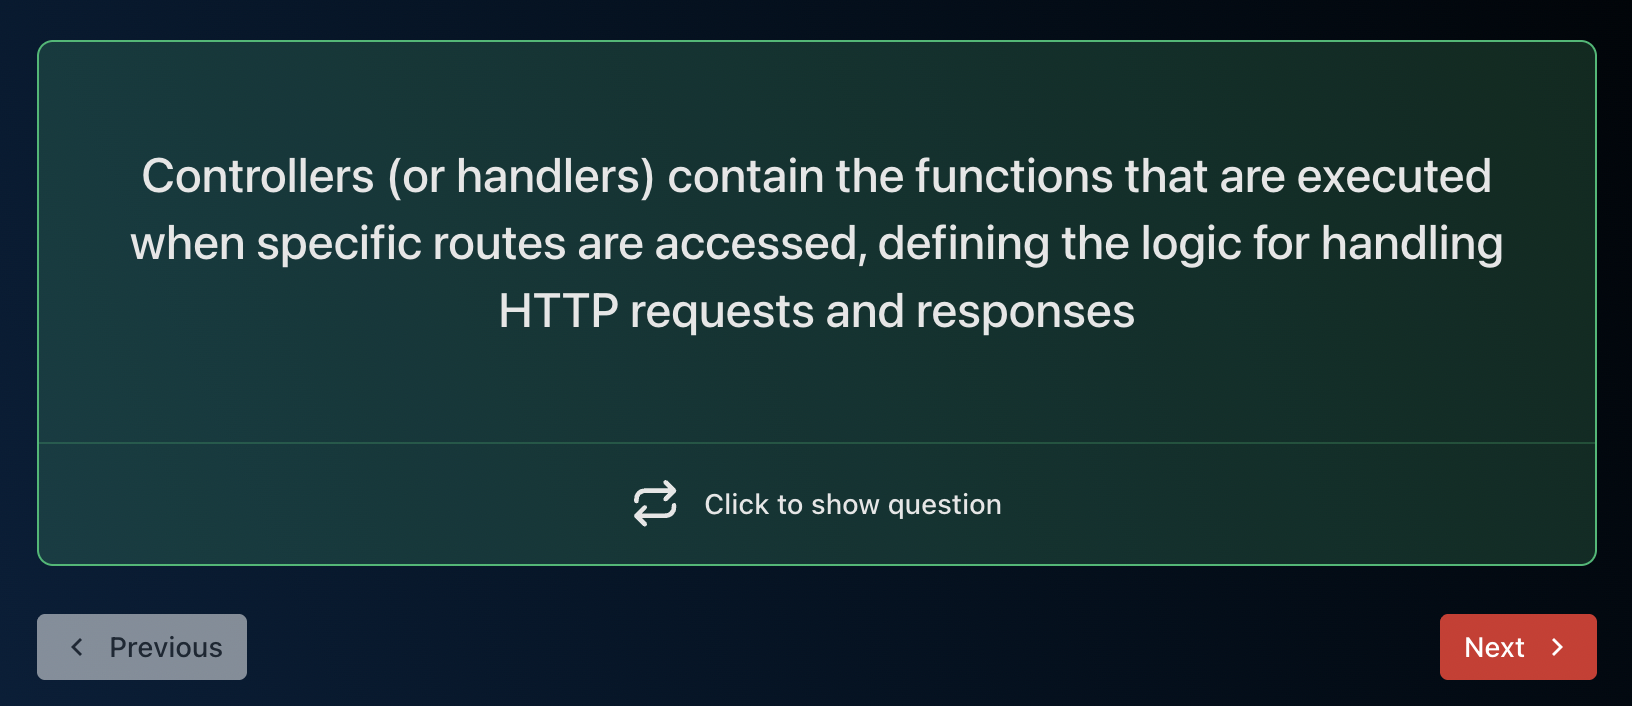 Controllers (or handlers) contain the functions that are executed
when specific routes are accessed, defining the logic for handling
HTTP requests and responses
Click to show question
Previous
Next